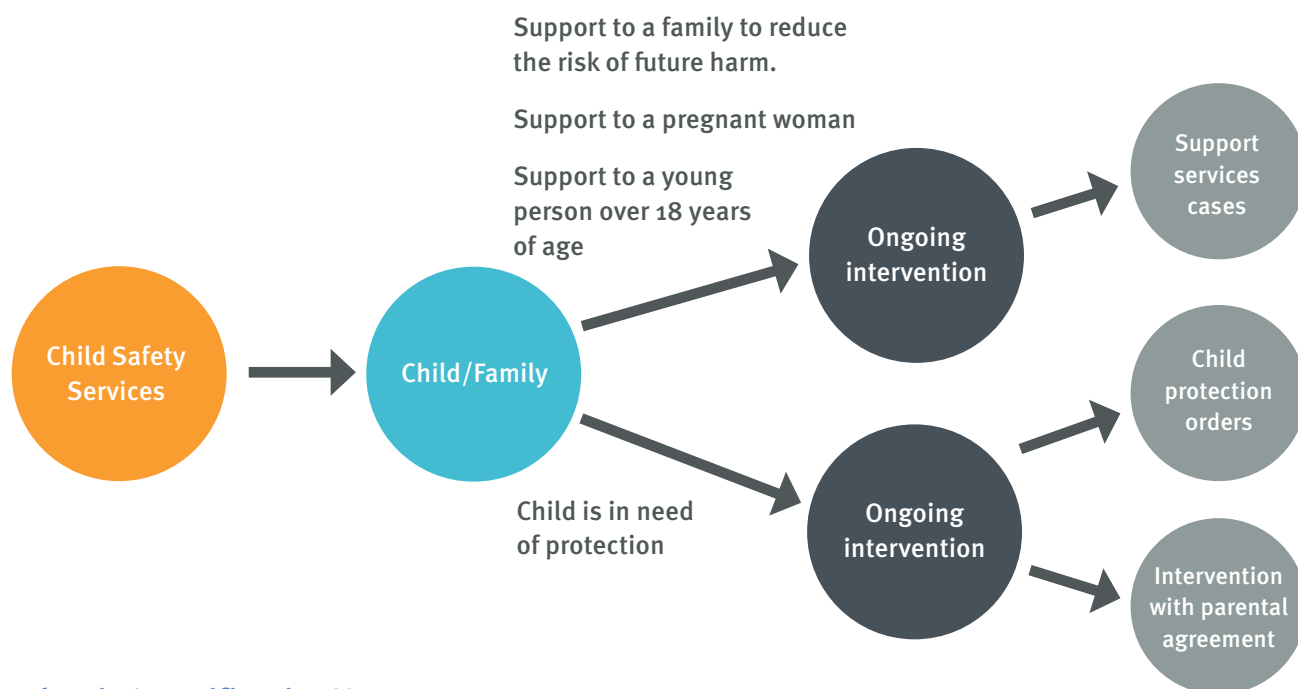 Support to a family to reduce
the risk of future harm.
Support to a pregnant woman
Support to a young
person over 18 years
of age
Child Safety
Services
Child/Family
Ongoing
intervention
Support
services
cases
Child is in need
of protection
Ongoing
intervention
Child
protection
orders
Intervention
with parental
agreement